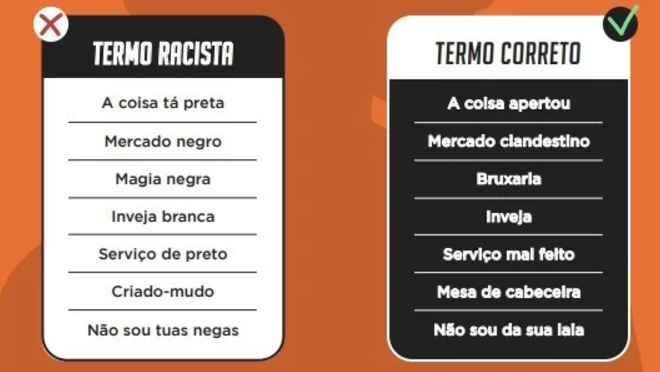 TERMO RACISTA
A coisa tá preta
Mercado negro
Magia negra
Inveja branca
Serviço de preto
Criado-mudo
Não sou tuas negas
TERMO CORRETO
A coisa apertou
Mercado clandestino
Bruxaria
Inveja
Serviço mal feito
Mesa de cabeceira
Não sou da sua laia